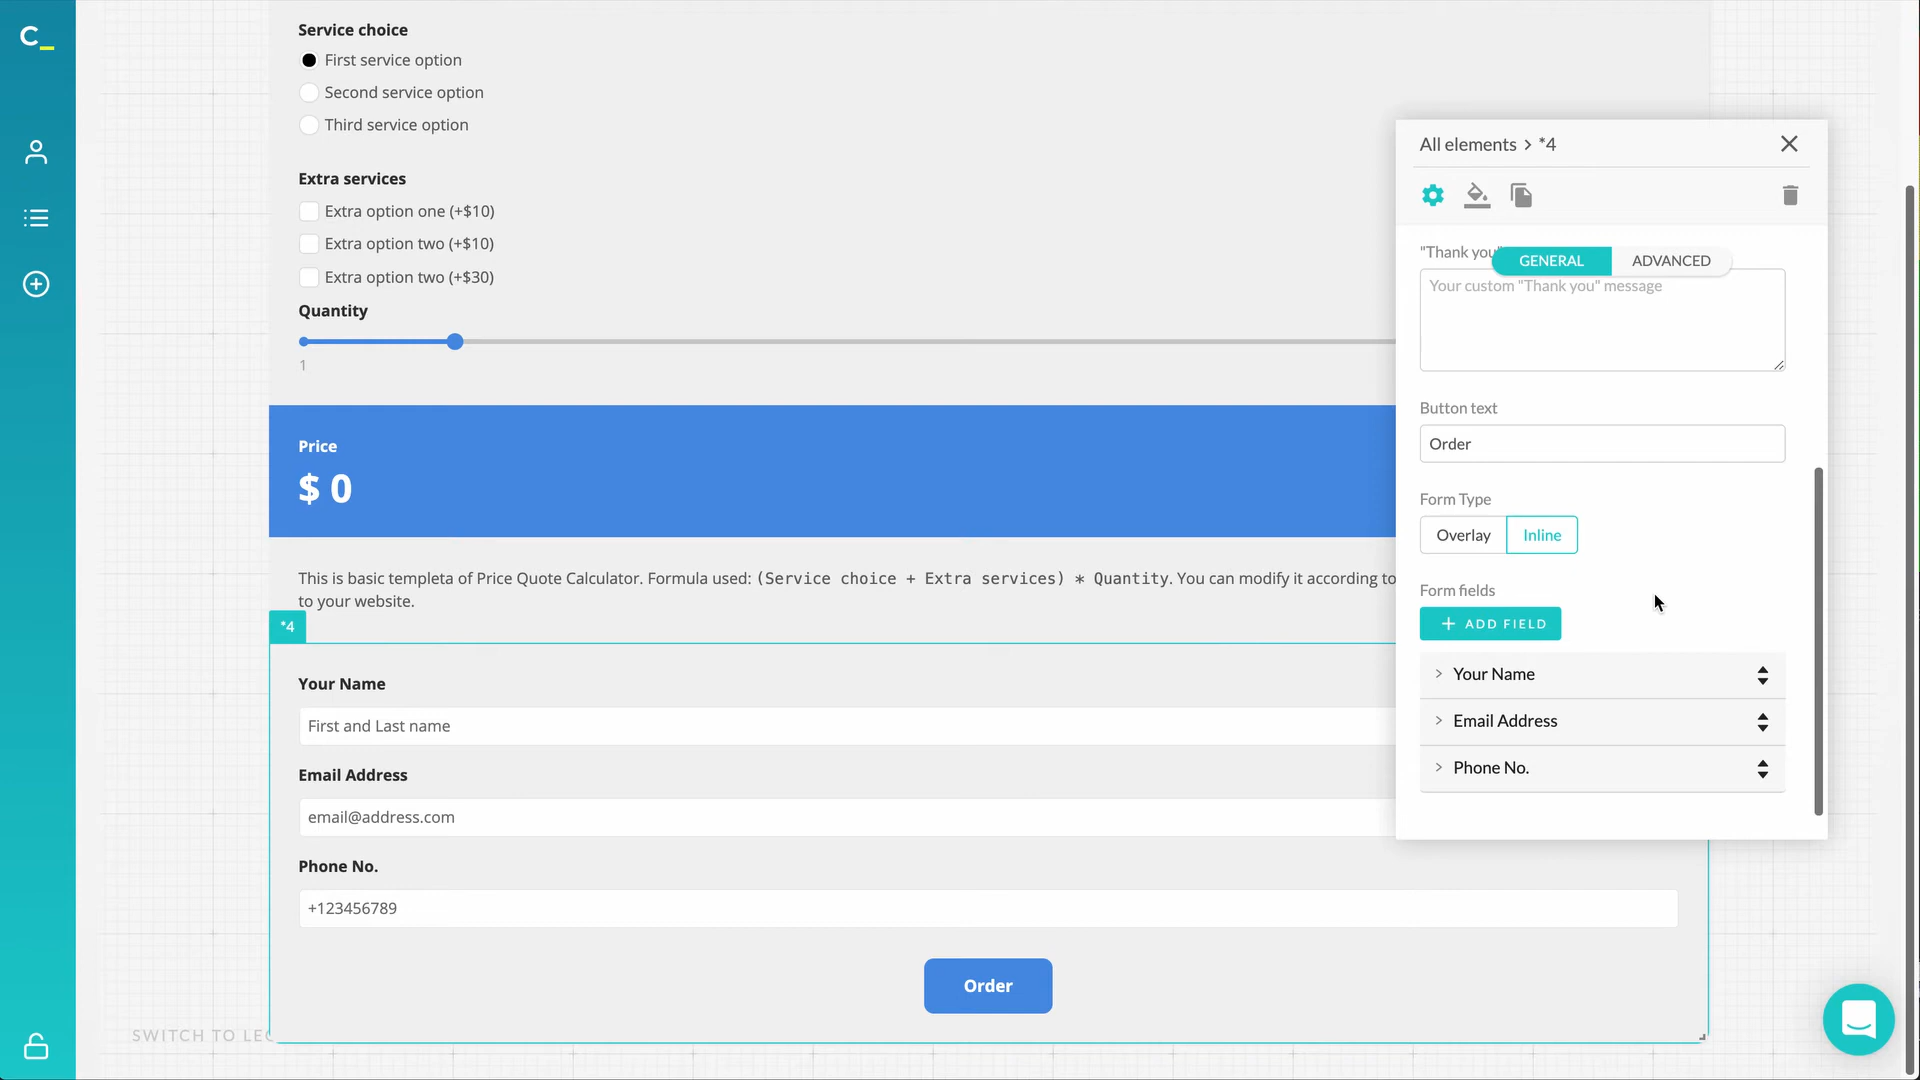 C_
Service choice
First service option
Second service option
Third service option
Extra services
Extra option one (+$10)
Extra option two (+$10)
Extra option two (+$30)
Quantity
1
Price
$ 0
This is basic templeta of Price Quote Calculator. Formula used: (Service choice + Extra services) * Quantity. You can modify it according to
to your website.
*4
Your Name
First and Last name
Email Address
email@address.com
Phone No.
+123456789
Order
SWITCH TO LEG
All elements > *4
"Thank you"
GENERAL
ADVANCED
Your custom "Thank you" message
Button text
Order
Form Type
Overlay
Inline
Form fields
+ ADD FIELD
Your Name
Email Address
Phone No.